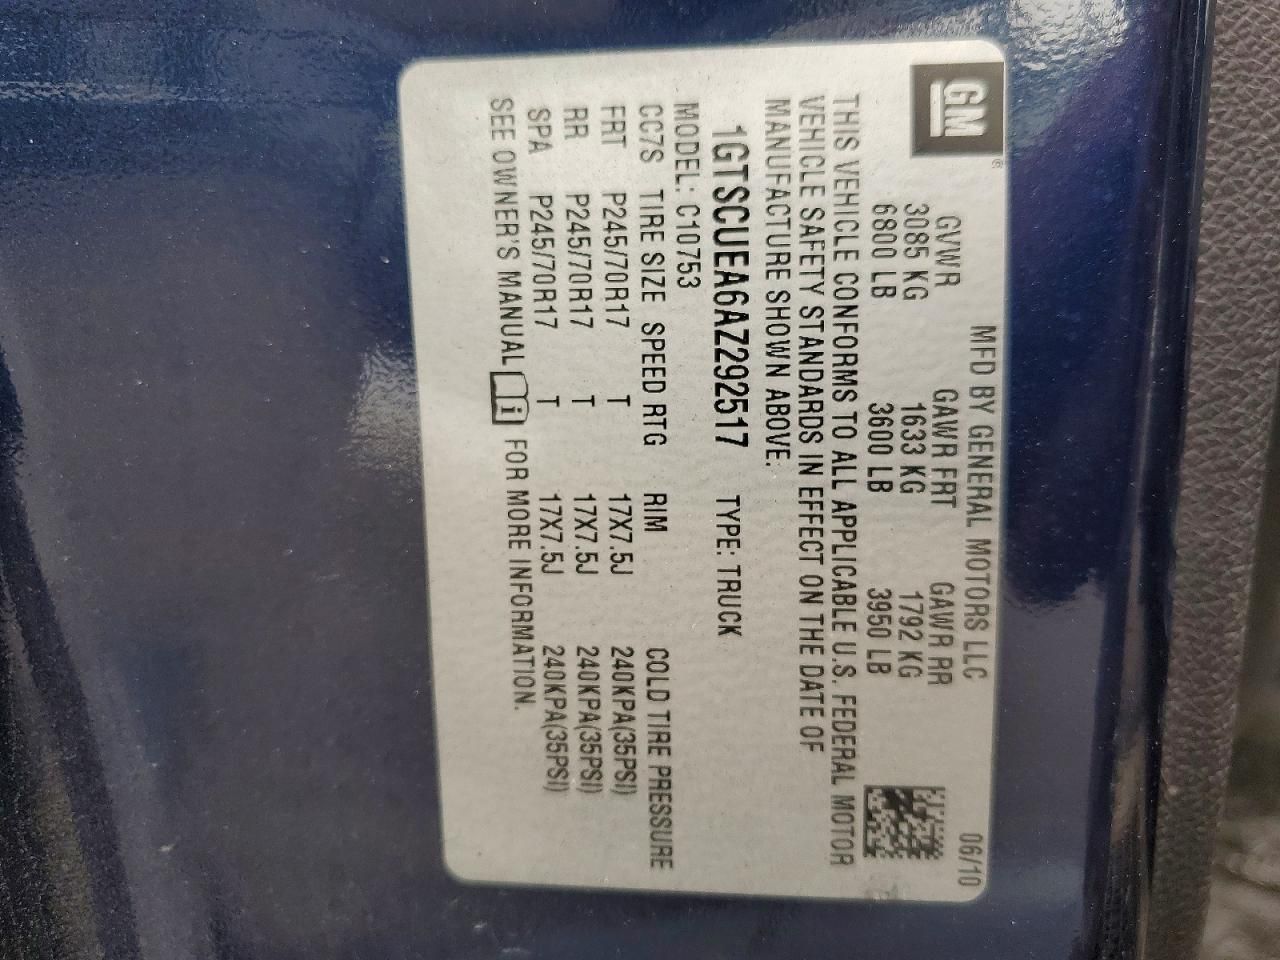 GM®
MFD BY GENERAL MOTORS LLC 06/10
GVWR GAWR FRT GAWR RR
3085 KG 1633 KG 1792 KG
6800 LB 3600 LB 3950 LB
THIS VEHICLE CONFORMS TO ALL APPLICABLE U.S. FEDERAL MOTOR
VEHICLE SAFETY STANDARDS IN EFFECT ON THE DATE OF
MANUFACTURE SHOWN ABOVE.
1GTSCUEA6AZ292517 TYPE: TRUCK
MODEL: C10753
CC7S TIRE SIZE SPEED RTG RIM COLD TIRE PRESSURE
FRT P245/70R17 T 17X7.5J 240KPA(35PSI)
RR P245/70R17 T 17X7.5J 240KPA(35PSI)
SPA P245/70R17 T 17X7.5J 240KPA(35PSI)
SEE OWNER'S MANUAL i FOR MORE INFORMATION.